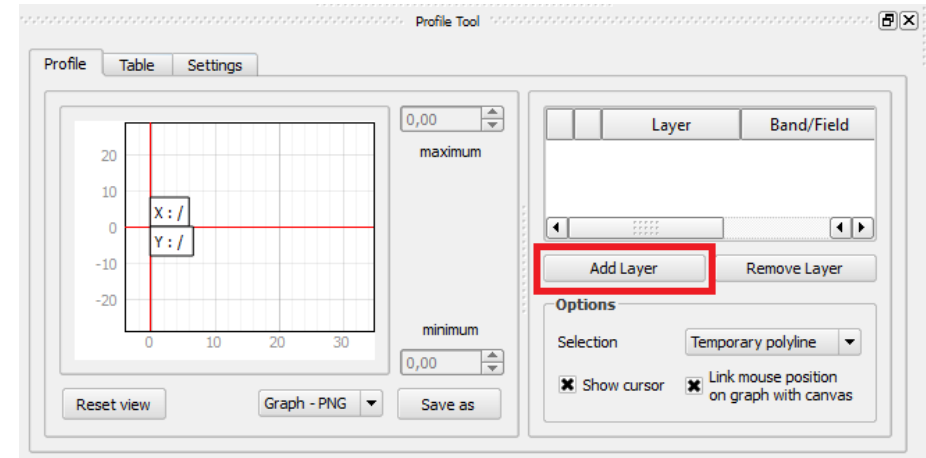 Profile Tool
Profile Table Settings
0,00
maximum
20
10
0
-10
-20
X : /
Y : /
0 10 20 30
minimum
0,00
Reset view
Graph - PNG
Save as
Layer Band/Field
Add Layer Remove Layer
Options
Selection Temporary polyline
Show cursor
Link mouse position
on graph with canvas